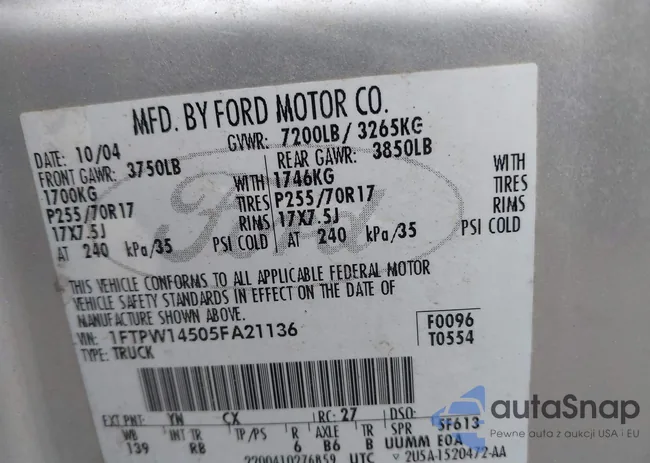 MFD. BY FORD MOTOR CO.
DATE: 10/04 GVWR: 7200LB/ 3265KG
FRONT GAWR: 3750LB REAR GAWR: 3850LB
1700KG WITH 1746KG WITH
P255/70R17 TIRES P255/70R17 TIRES
17X7.5J RIMS 17X7.5J RIMS
AT 240 kPa/35 PSI COLD AT 240 kPa/35 PSI COLD
Ford
THIS VEHICLE CONFORMS TO ALL APPLICABLE FEDERAL MOTOR
VEHICLE SAFETY STANDARDS IN EFFECT ON THE DATE OF
MANUFACTURE SHOWN ABOVE.
VIN: 1FTPW14505FA21136 F0096
TYPE: TRUCK T0554
EXT PNT: YN CX RC: 27 DSO:
WB INT TR TP/PS R AXLE TR SPR 5F613
139 RB 6 B6 B UUMM E0A
UTC 2U5A-1520472-AA
autaSnap
Pewne auta z aukcji USA i EU